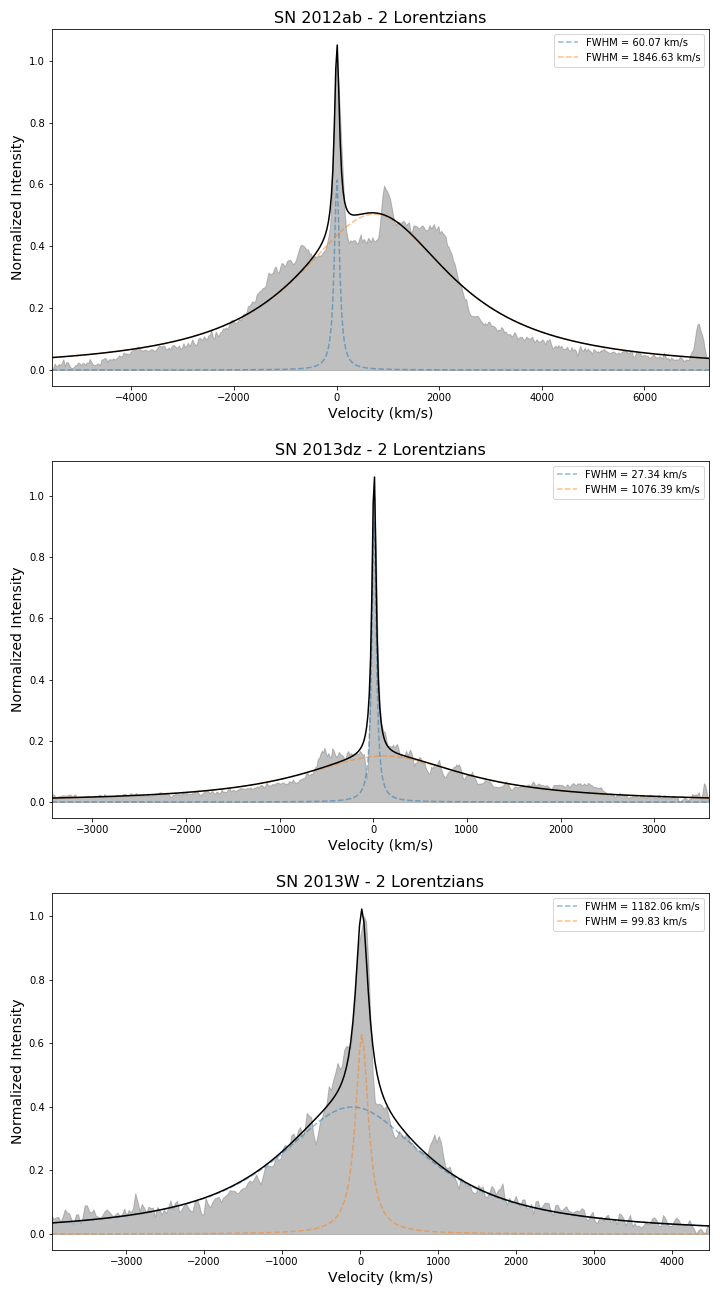 SN 2012ab - 2 Lorentzians
FWHM = 60.07 km/s
FWHM = 1846.63 km/s
1.0
0.8
0.6
0.4
0.2
0.0
Normalized Intensity
−4000 −2000 0 2000 4000 6000
Velocity (km/s)
SN 2013dz - 2 Lorentzians
FWHM = 27.34 km/s
FWHM = 1076.39 km/s
1.0
0.8
0.6
0.4
0.2
0.0
Normalized Intensity
−3000 −2000 −1000 0 1000 2000 3000
Velocity (km/s)
SN 2013W - 2 Lorentzians
FWHM = 1182.06 km/s
FWHM = 99.83 km/s
1.0
0.8
0.6
0.4
0.2
0.0
Normalized Intensity
−3000 −2000 −1000 0 1000 2000 3000 4000
Velocity (km/s)